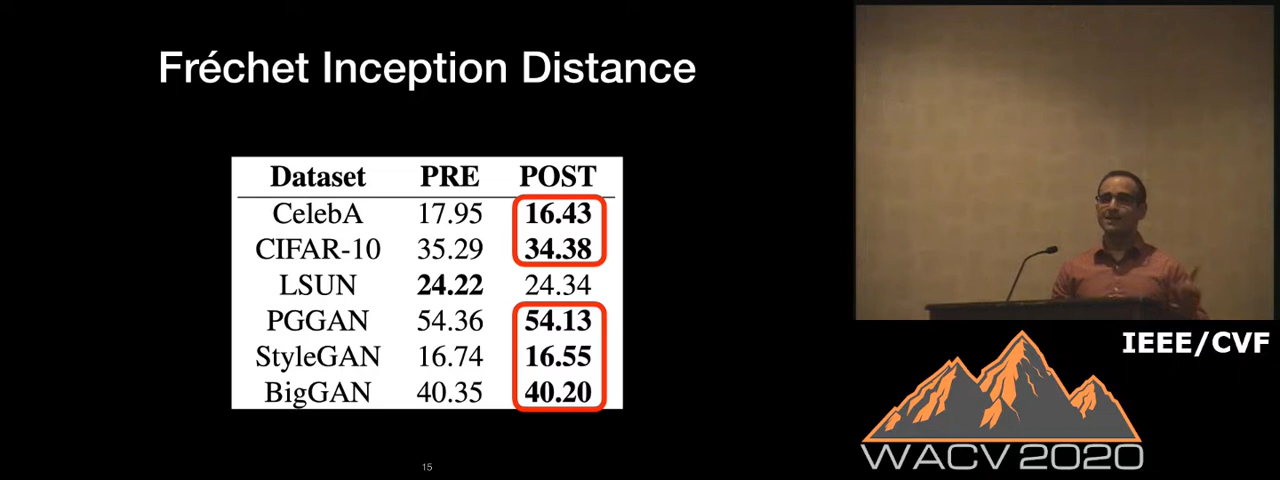 Fréchet Inception Distance
Dataset PRE POST
CelebA 17.95 16.43
CIFAR-10 35.29 34.38
LSUN 24.22 24.34
PGGAN 54.36 54.13
StyleGAN 16.74 16.55
BigGAN 40.35 40.20
15
IEEE/CVF
WACV 2020